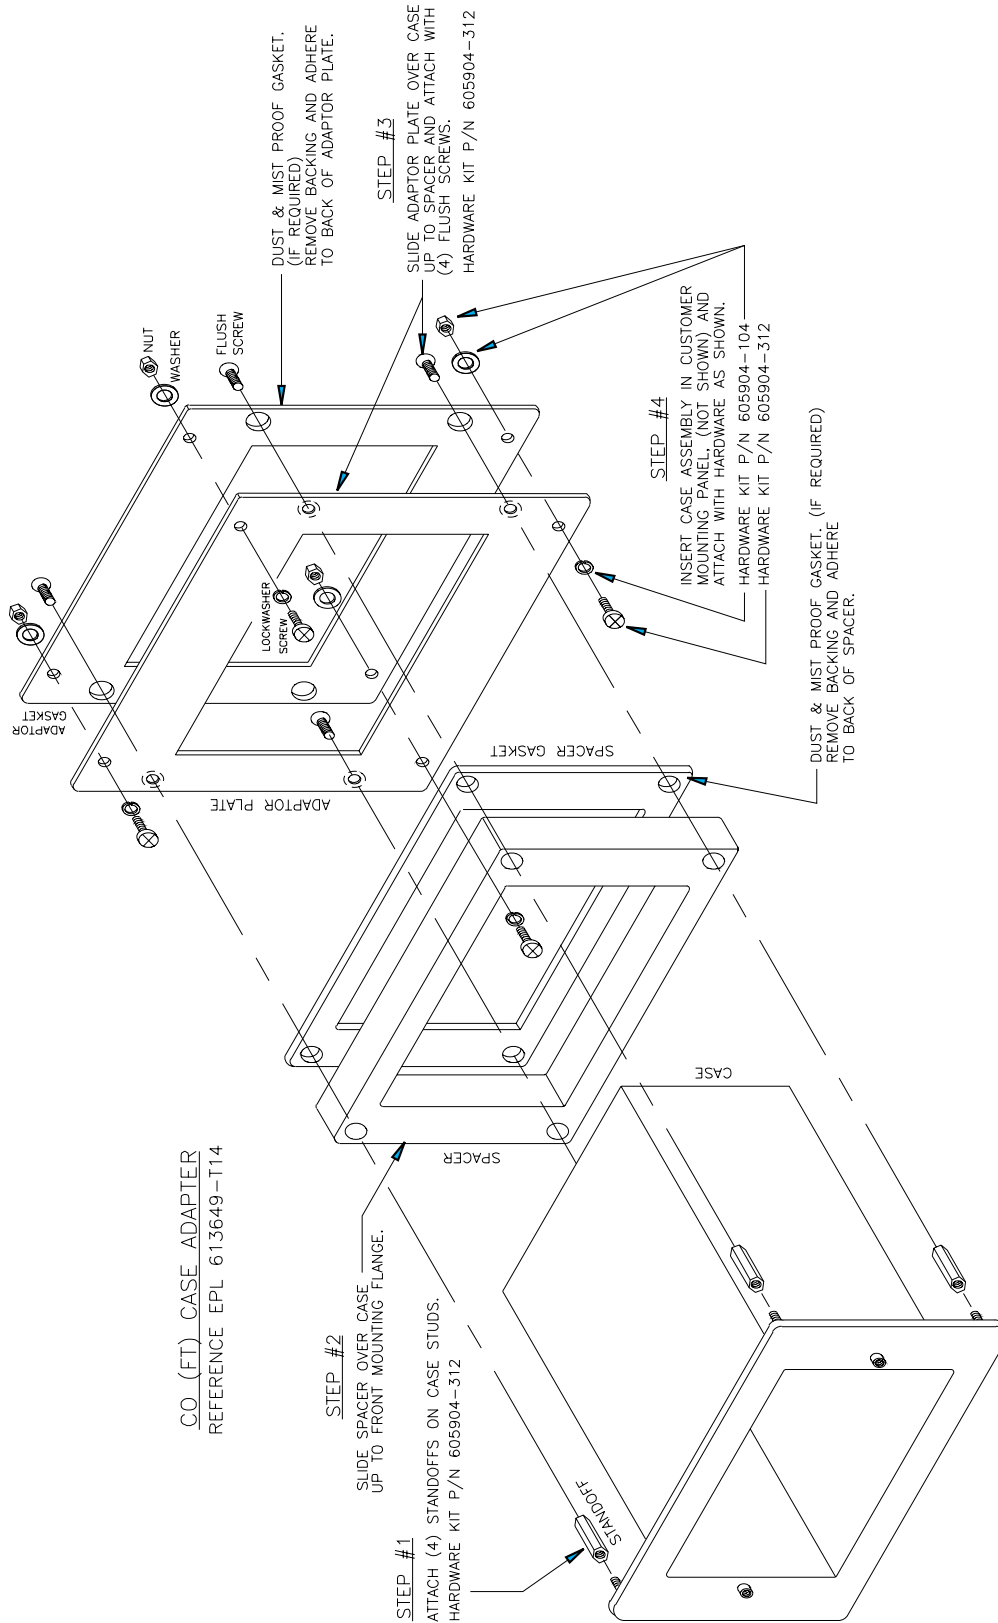 CO (FT) CASE ADAPTER
REFERENCE EPL 613649-T14
STEP #1
ATTACH (4) STANDOFFS ON CASE STUDS.
HARDWARE KIT P/N 605904-312
STANDOFF
STEP #2
SLIDE SPACER OVER CASE
UP TO FRONT MOUNTING FLANGE.
SPACER
CASE
SPACER GASKET
DUST & MIST PROOF GASKET. (IF REQUIRED)
REMOVE BACKING AND ADHERE
TO BACK OF SPACER.
ADAPTOR PLATE
ADAPTOR
GASKET
LOCKWASHER
SCREW
NUT
WASHER
FLUSH
SCREW
DUST & MIST PROOF GASKET.
(IF REQUIRED)
REMOVE BACKING AND ADHERE
TO BACK OF ADAPTOR PLATE.
STEP #3
SLIDE ADAPTOR PLATE OVER CASE
UP TO SPACER AND ATTACH WITH
(4) FLUSH SCREWS.
HARDWARE KIT P/N 605904-312
STEP #4
INSERT CASE ASSEMBLY IN CUSTOMER
MOUNTING PANEL, (NOT SHOWN) AND
ATTACH WITH HARDWARE AS SHOWN.
HARDWARE KIT P/N 605904-104
HARDWARE KIT P/N 605904-312